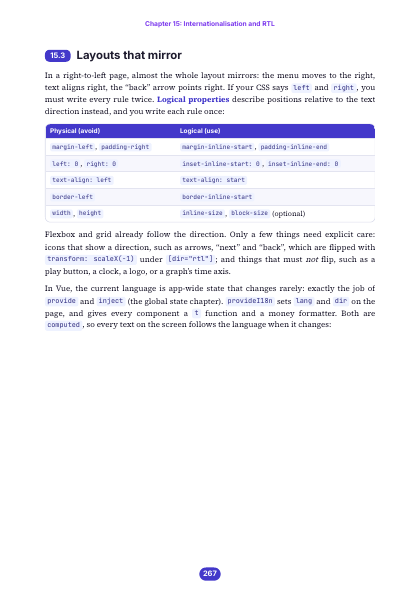 Chapter 15: Internationalisation and RTL
15.3 Layouts that mirror
In a right-to-left page, almost the whole layout mirrors: the menu moves to the right,
text aligns right, the “back” arrow points right. If your CSS says left and right, you
must write every rule twice. Logical properties describe positions relative to the text
direction instead, and you write each rule once:
Physical (avoid) Logical (use)
margin-left, padding-right margin-inline-start, padding-inline-end
left: 0, right: 0 inset-inline-start: 0, inset-inline-end: 0
text-align: left text-align: start
border-left border-inline-start
width, height inline-size, block-size (optional)
Flexbox and grid already follow the direction. Only a few things need explicit care:
icons that show a direction, such as arrows, “next” and “back”, which are flipped with
transform: scaleX(-1) under [dir="rtl"]; and things that must not flip, such as a
play button, a clock, a logo, or a graph’s time axis.
In Vue, the current language is app-wide state that changes rarely: exactly the job of
provide and inject (the global state chapter). provideI18n sets lang and dir on the
page, and gives every component a t function and a money formatter. Both are
computed, so every text on the screen follows the language when it changes:
267